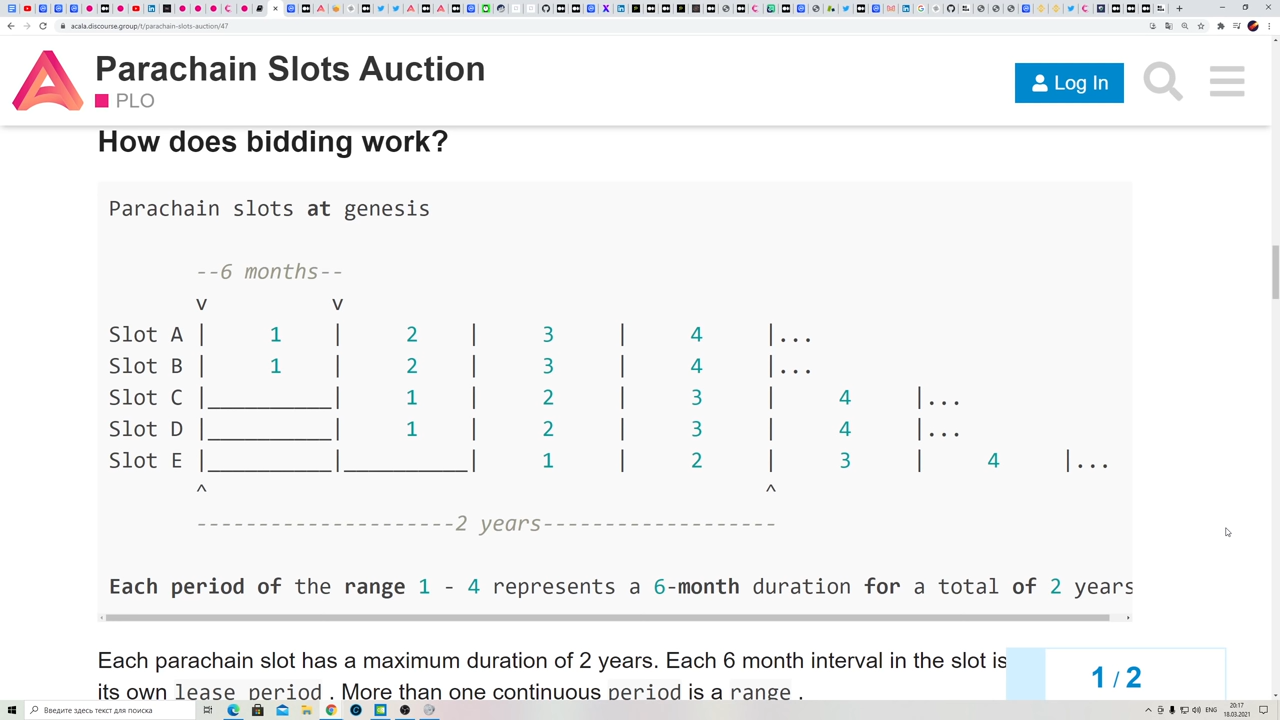 acala.discourse.group/t/parachain-slots-auction/47
Parachain Slots Auction
PLO
Log In
How does bidding work?
Parachain slots at genesis
--6 months--
v v
Slot A | 1 | 2 | 3 | 4 |...
Slot B | 1 | 2 | 3 | 4 |...
Slot C |__________| 1 | 2 | 3 | 4 |...
Slot D |__________| 1 | 2 | 3 | 4 |...
Slot E |__________|__________| 1 | 2 | 3 | 4 |...
^ ^
---------------------2 years-------------------
Each period of the range 1 - 4 represents a 6-month duration for a total of 2 years
Each parachain slot has a maximum duration of 2 years. Each 6 month interval in the slot is
its own lease period . More than one continuous period is a range .
1 / 2
Введите здесь текст для поиска
ENG
20:17
18.03.2021